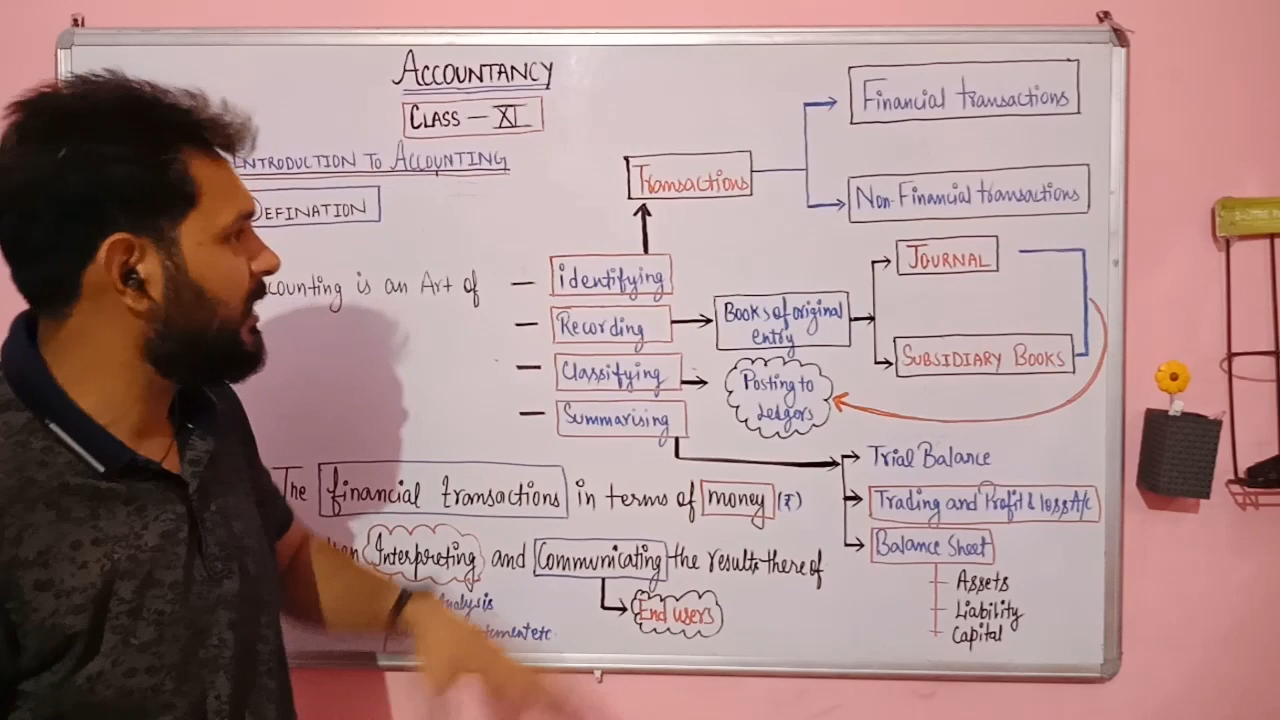 ACCOUNTANCY
CLASS — XI
INTRODUCTION TO ACCOUNTING
DEFINATION
counting is an Art of
— identifying
— Recording
— Classifying
— Summarising
Transactions
Financial transactions
Non-Financial transactions
Books of original
entry
JOURNAL
SUBSIDIARY BOOKS
Posting to
Ledgers
Trial Balance
Trading and Profit & loss A/c
Balance Sheet
Assets
Liability
Capital
The financial transactions in terms of money (₹)
Interpreting and Communicating the results there of
Analysis
End users